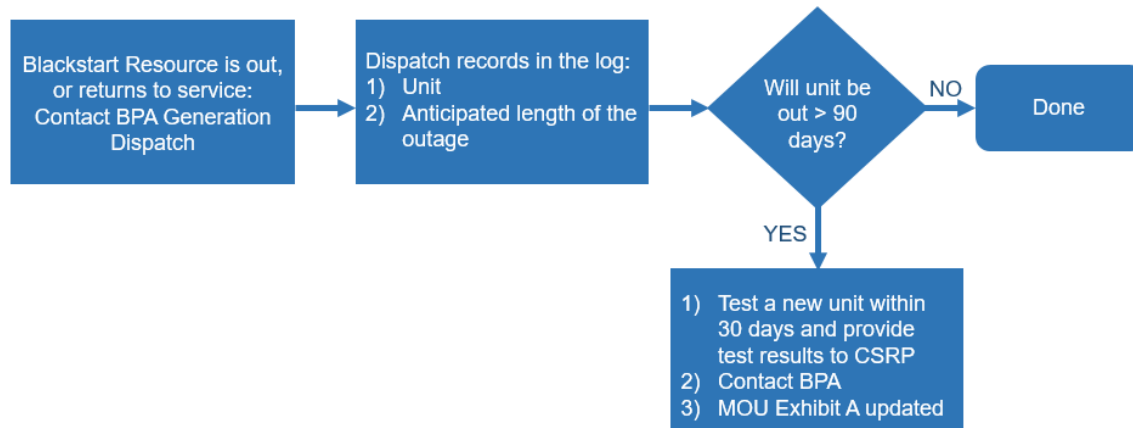 Blackstart Resource is out,
or returns to service:
Contact BPA Generation
Dispatch
Dispatch records in the log:
1) Unit
2) Anticipated length of the
outage
Will unit be
out > 90
days?
NO
Done
YES
1) Test a new unit within
30 days and provide
test results to CSRP
2) Contact BPA
3) MOU Exhibit A updated